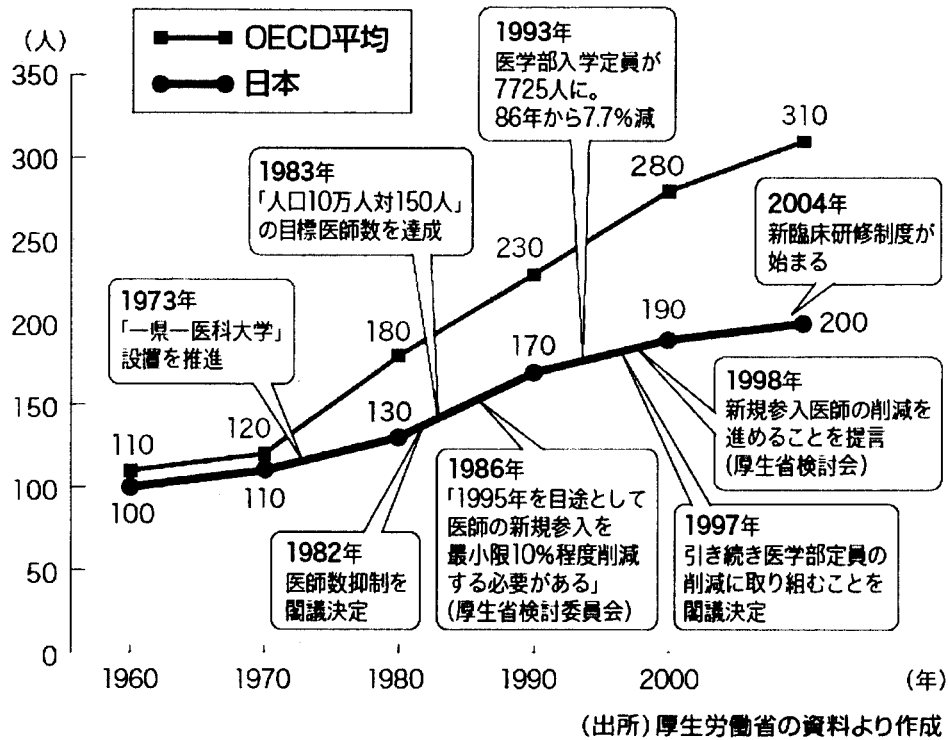 (人)
OECD平均
日本
350
300
250
200
150
100
50
0
1960
1970
1980
1990
2000
(年)
110
120
180
230
280
310
100
110
130
170
190
200
1973年
「一県一医科大学」
設置を推進
1983年
「人口10万人対150人」
の目標医師数を達成
1993年
医学部入学定員が
7725人に。
86年から7.7%減
2004年
新臨床研修制度が
始まる
1982年
医師数抑制を
閣議決定
1986年
「1995年を目途として
医師の新規参入を
最小限10%程度削減
する必要がある」
(厚生省検討委員会)
1997年
引き続き医学部定員の
削減に取り組むことを
閣議決定
1998年
新規参入医師の削減を
進めることを提言
(厚生省検討会)
(出所)厚生労働省の資料より作成